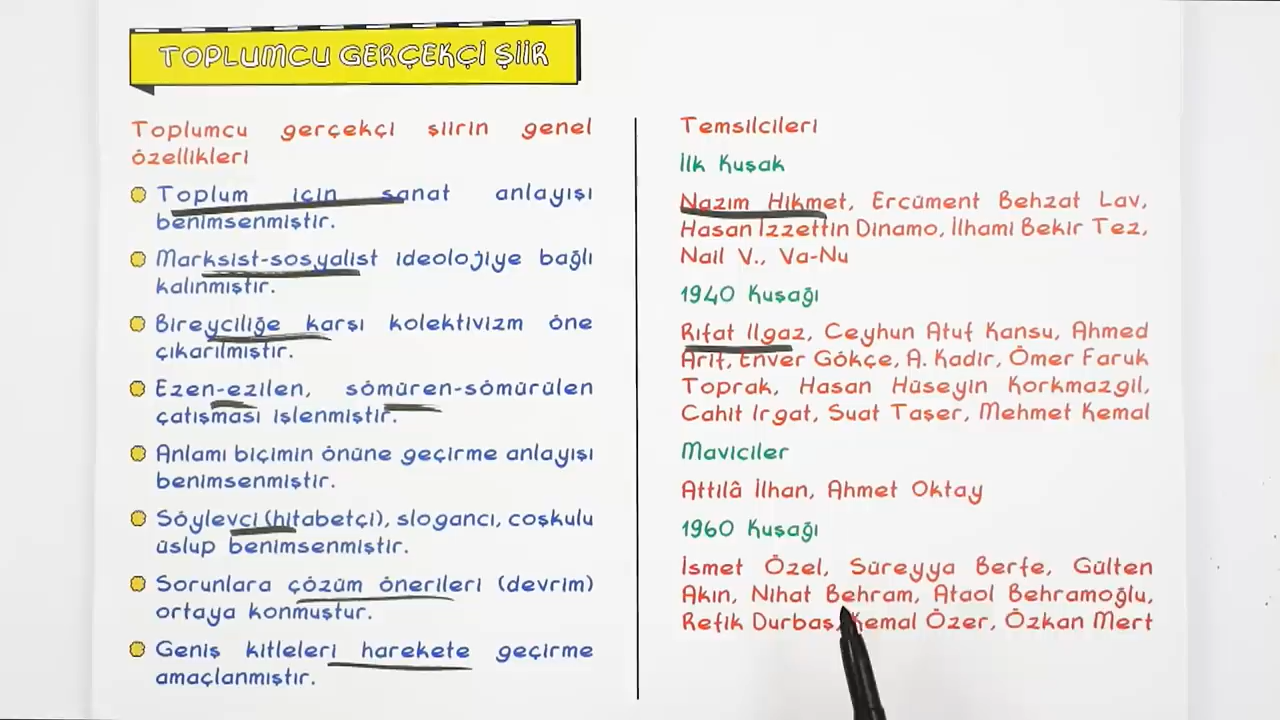 TOPLUMCU GERÇEKÇİ ŞİİR
Toplumcu gerçekçi şiirin genel
özellikleri
Toplum için sanat anlayışı
benimsenmiştir.
Marksist-sosyalist ideolojiye bağlı
kalınmıştır.
Bireyciliğe karşı kolektivizm öne
çıkarılmıştır.
Ezen-ezilen, sömüren-sömürülen
çatışması işlenmiştir.
Anlamı biçimin önüne geçirme anlayışı
benimsenmiştir.
Söylevci (hitabetçi), slogancı, coşkulu
üslup benimsenmiştir.
Sorunlara çözüm önerileri (devrim)
ortaya konmuştur.
Geniş kitleleri harekete geçirme
amaçlanmıştır.
Temsilcileri
İlk Kuşak
Nazım Hikmet, Ercüment Behzat Lav,
Hasan İzzettin Dinamo, İlhami Bekir Tez,
Nail V., Va-Nu
1940 Kuşağı
Rıfat Ilgaz, Ceyhun Atuf Kansu, Ahmed
Arif, Enver Gökçe, A. Kadir, Ömer Faruk
Toprak, Hasan Hüseyin Korkmazgil,
Cahit Irgat, Suat Taşer, Mehmet Kemal
Maviciler
Attilâ İlhan, Ahmet Oktay
1960 Kuşağı
İsmet Özel, Süreyya Berfe, Gülten
Akın, Nihat Behram, Ataol Behramoğlu,
Refik Durbaş, Kemal Özer, Özkan Mert